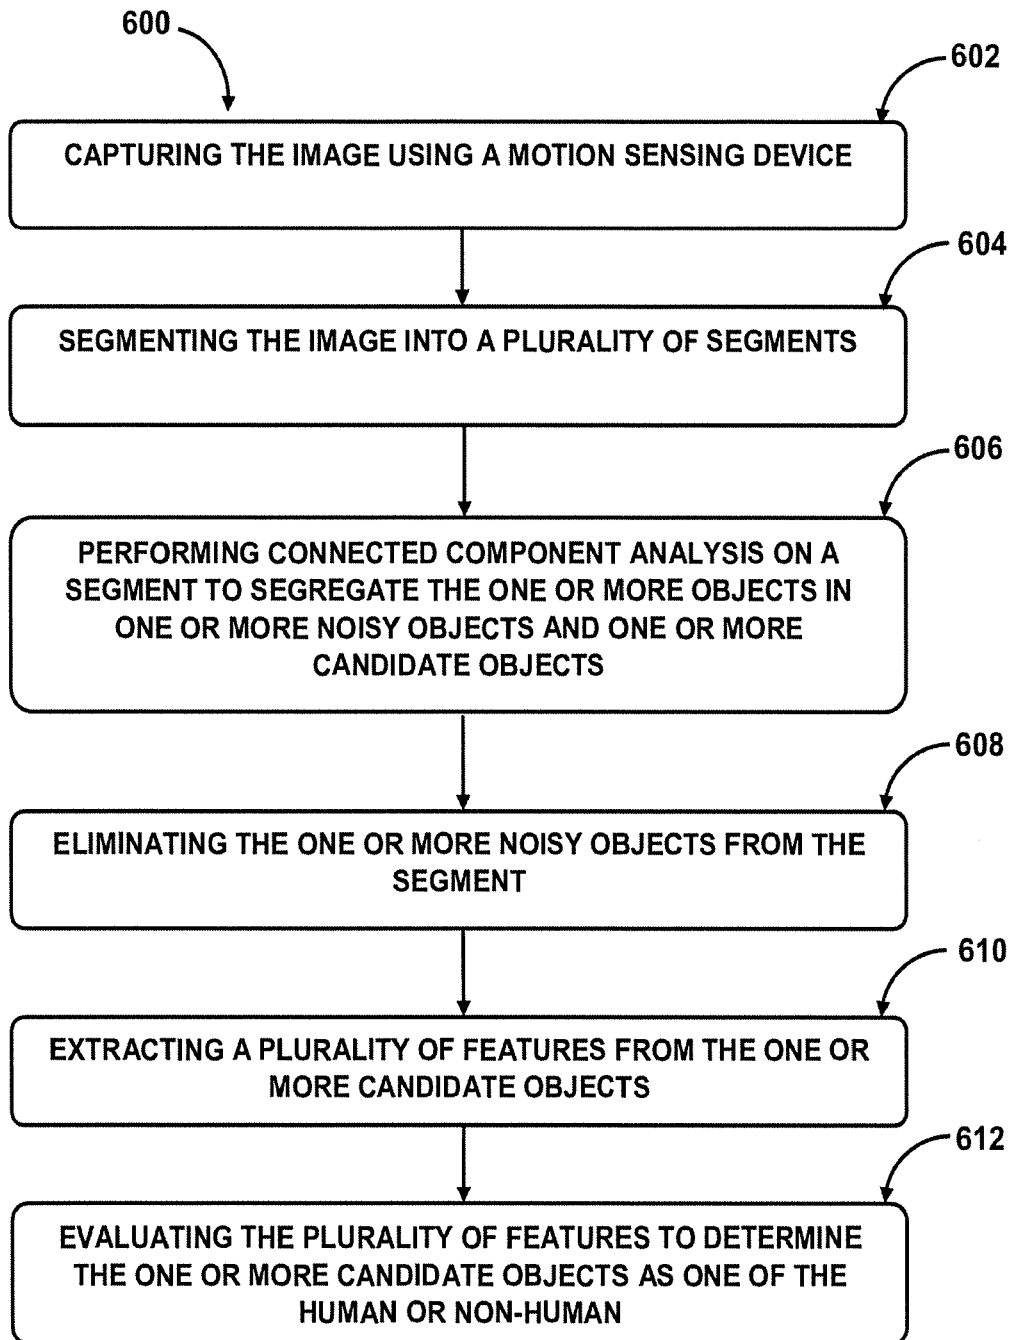 600
602
CAPTURING THE IMAGE USING A MOTION SENSING DEVICE
604
SEGMENTING THE IMAGE INTO A PLURALITY OF SEGMENTS
606
PERFORMING CONNECTED COMPONENT ANALYSIS ON A
SEGMENT TO SEGREGATE THE ONE OR MORE OBJECTS IN
ONE OR MORE NOISY OBJECTS AND ONE OR MORE
CANDIDATE OBJECTS
608
ELIMINATING THE ONE OR MORE NOISY OBJECTS FROM THE
SEGMENT
610
EXTRACTING A PLURALITY OF FEATURES FROM THE ONE OR
MORE CANDIDATE OBJECTS
612
EVALUATING THE PLURALITY OF FEATURES TO DETERMINE
THE ONE OR MORE CANDIDATE OBJECTS AS ONE OF THE
HUMAN OR NON-HUMAN